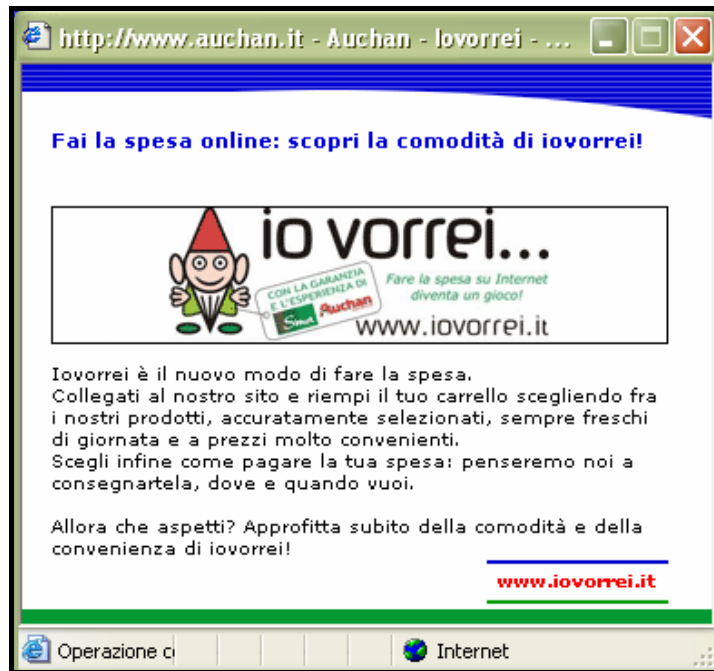 http://www.auchan.it - Auchan - Iovorrei - ...
Fai la spesa online: scopri la comodità di iovorrei!
io vorrei...
CON LA GARANZIA
E L'ESPERIENZA DI
Sma Auchan
Fare la spesa su Internet
diventa un gioco!
www.iovorrei.it
Iovorrei è il nuovo modo di fare la spesa.
Collegati al nostro sito e riempi il tuo carrello scegliendo fra
i nostri prodotti, accuratamente selezionati, sempre freschi
di giornata e a prezzi molto convenienti.
Scegli infine come pagare la tua spesa: penseremo noi a
consegnartela, dove e quando vuoi.
Allora che aspetti? Approfitta subito della comodità e della
convenienza di iovorrei!
www.iovorrei.it
Operazione c
Internet